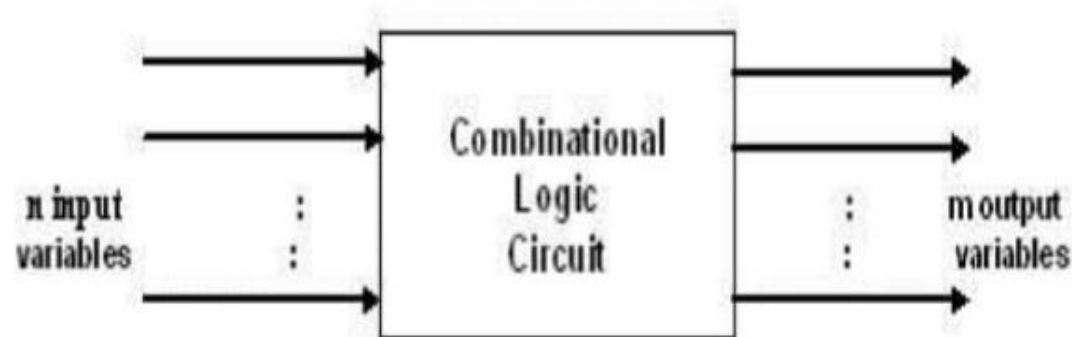 Combinational
Logic
Circuit
n input
variables
:
:
:
:
m output
variables